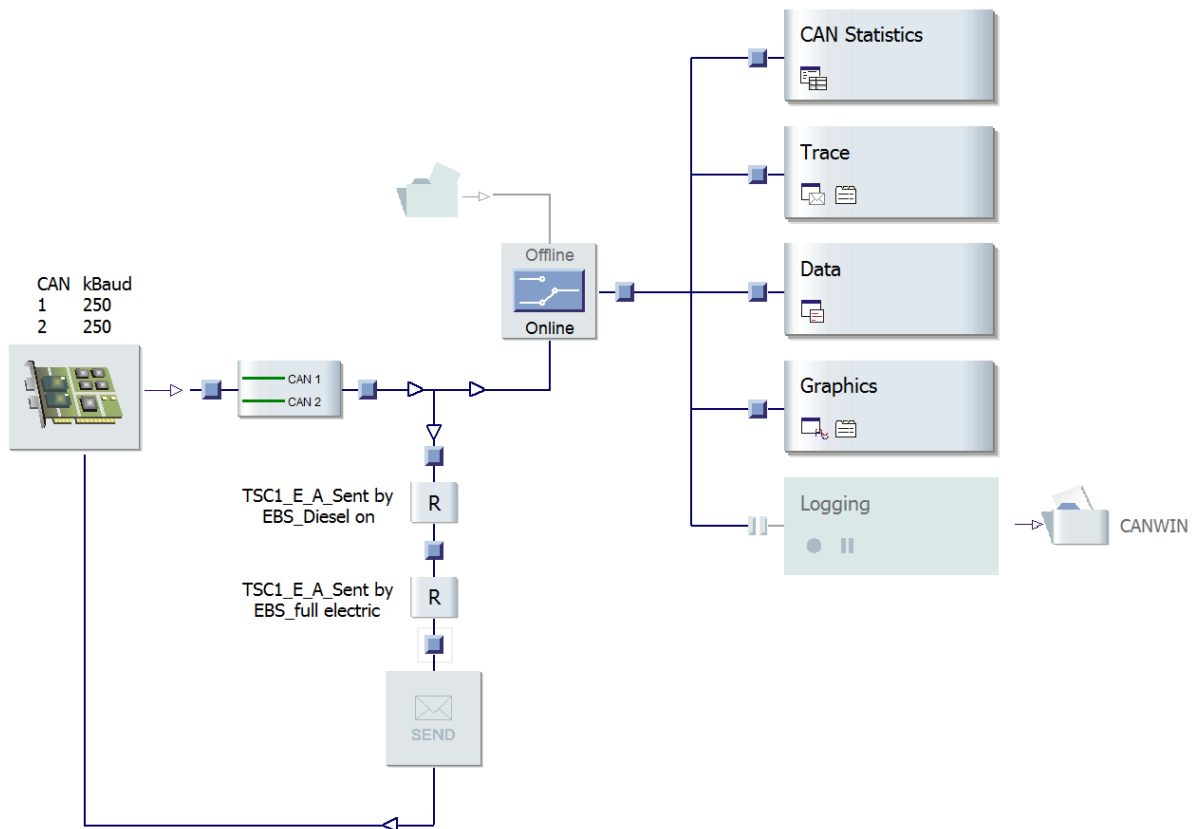 CAN Statistics
Trace
Offline
Online
Data
CAN kBaud
1 250
2 250
CAN 1
CAN 2
Graphics
TSC1_E_A_Sent by
EBS_Diesel on
R
Logging
CANWIN
TSC1_E_A_Sent by
EBS_full electric
R
SEND